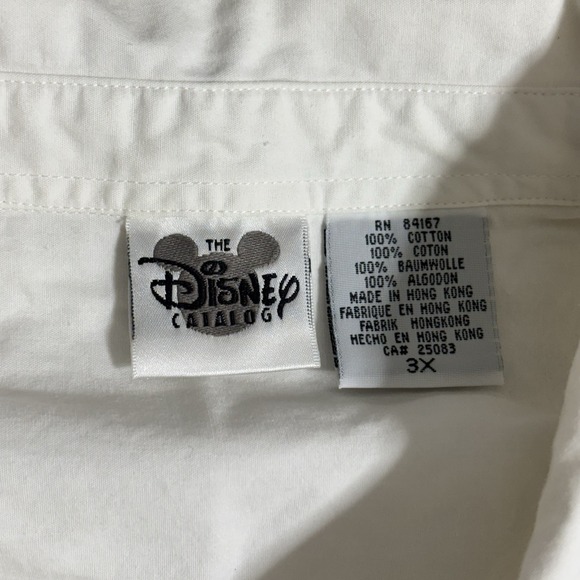 THE
Disney
CATALOG
RN 84167
100% COTTON
100% COTON
100% BAUMWOLLE
100% ALGODON
MADE IN HONG KONG
FABRIQUE EN HONG KONG
FABRIK HONGKONG
HECHO EN HONG KONG
CA# 25083
3X